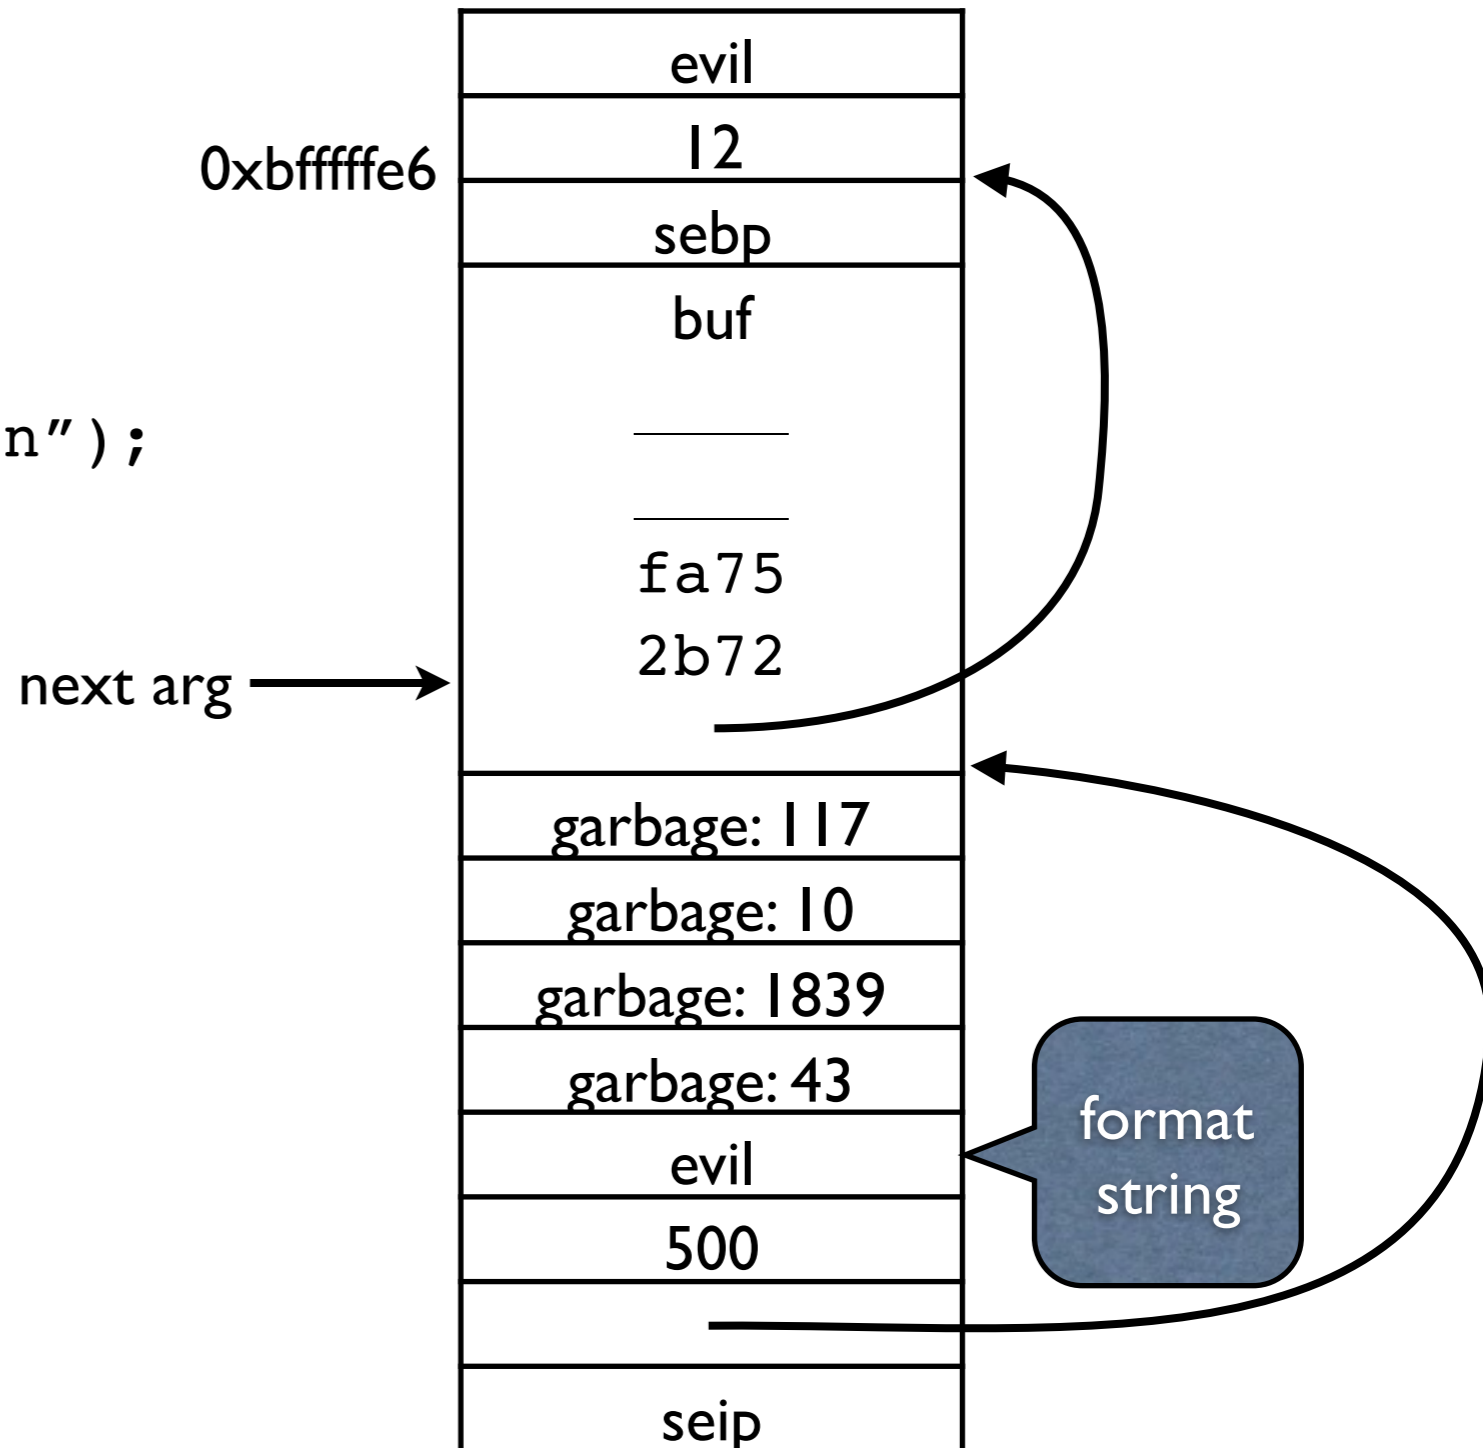 evil
12
0xbfffffe6
sebp
buf
n”);
fa75
2b72
next arg
garbage: 117
garbage: 10
garbage: 1839
garbage: 43
evil
format
string
500
seip